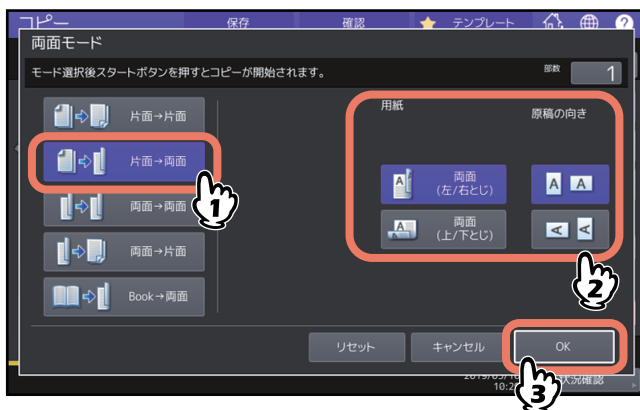 コピー 保存 確認 テンプレート ?
両面モード
モード選択後スタートボタンを押すとコピーが開始されます。 部数 1
用紙 原稿の向き
片面→片面
片面→両面
1
両面
(左/右とじ)
A A
両面→両面
両面
(上/下とじ)
A A
2
両面→片面
Book→両面
リセット キャンセル OK
3
状況確認